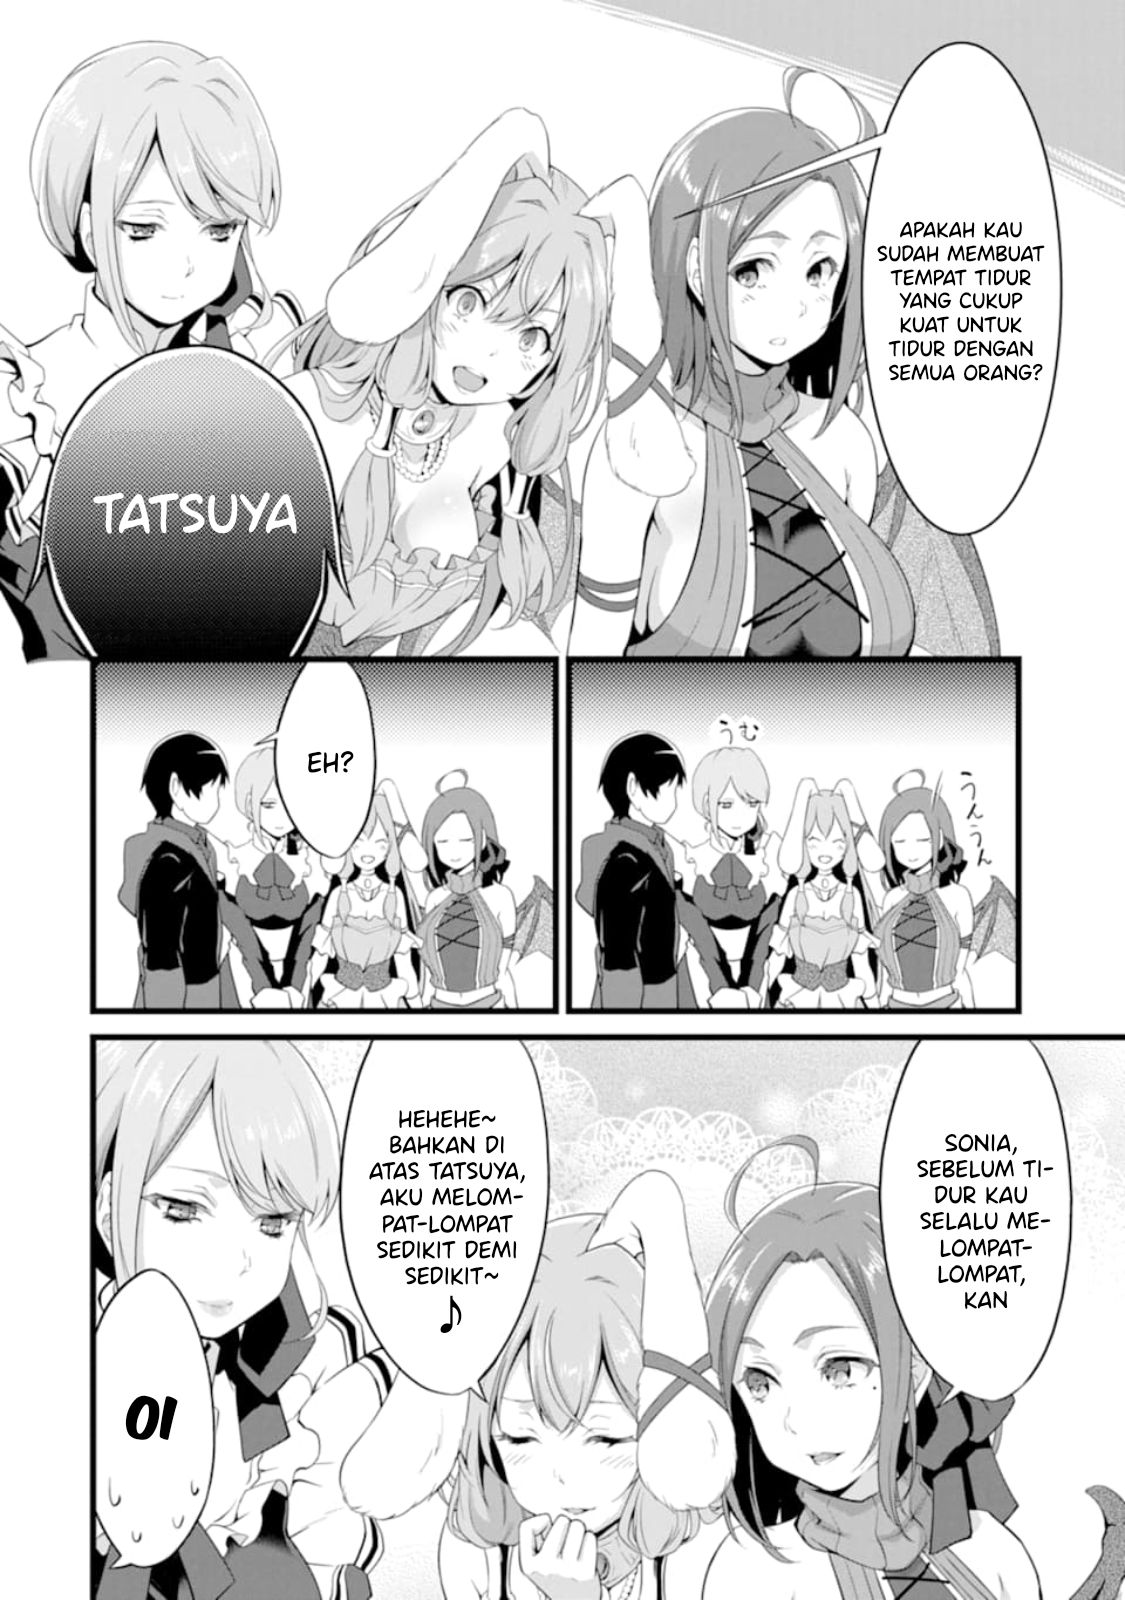 APAKAH KAU
SUDAH MEMBUAT
TEMPAT TIDUR
YANG CUKUP
KUAT UNTUK
TIDUR DENGAN
SEMUA ORANG?
TATSUYA
うむ
うんうん
EH?
SONIA,
SEBELUM TI-
DUR KAU
SELALU ME-
LOMPAT-
LOMPAT,
KAN
HEHEHE~
BAHKAN DI
ATAS TATSUYA,
AKU MELOM-
PAT-LOMPAT
SEDIKIT DEMI
SEDIKIT~
♪
OI